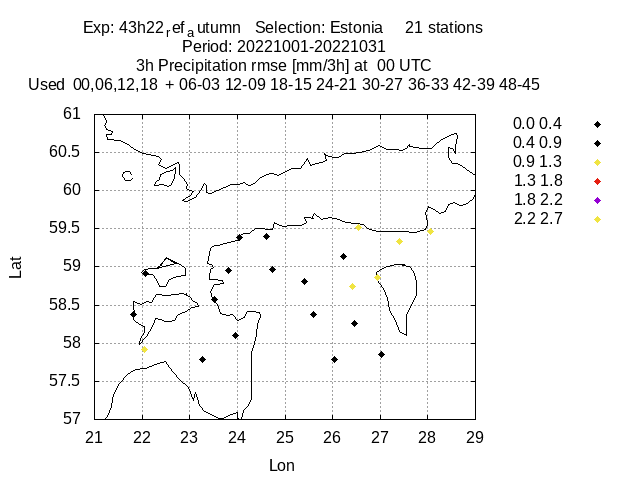 Exp: 43h22ref autumn Selection: Estonia 21 stations
Period: 20221001-20221031
3h Precipitation rmse [mm/3h] at 00 UTC
Used 00,06,12,18 + 06-03 12-09 18-15 24-21 30-27 36-33 42-39 48-45
61
60.5
60
59.5
59
58.5
58
57.5
57
Lat
21 22 23 24 25 26 27 28 29
Lon
0.0 0.4
0.4 0.9
0.9 1.3
1.3 1.8
1.8 2.2
2.2 2.7